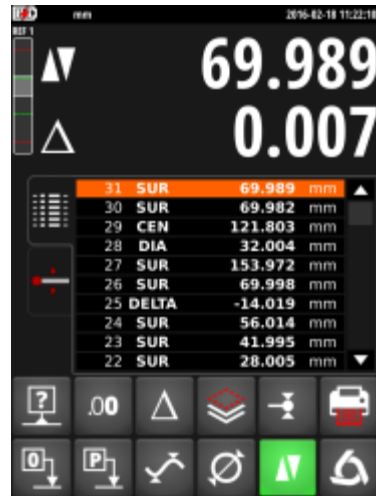 mm 2016-02-18 11:22:18
REF 1
69.989
0.007
31 SUR 69.989 mm
30 SUR 69.982 mm
29 CEN 121.803 mm
28 DIA 32.004 mm
27 SUR 153.972 mm
26 SUR 69.998 mm
25 DELTA -14.019 mm
24 SUR 56.014 mm
23 SUR 41.995 mm
22 SUR 28.005 mm
? .00
0 P